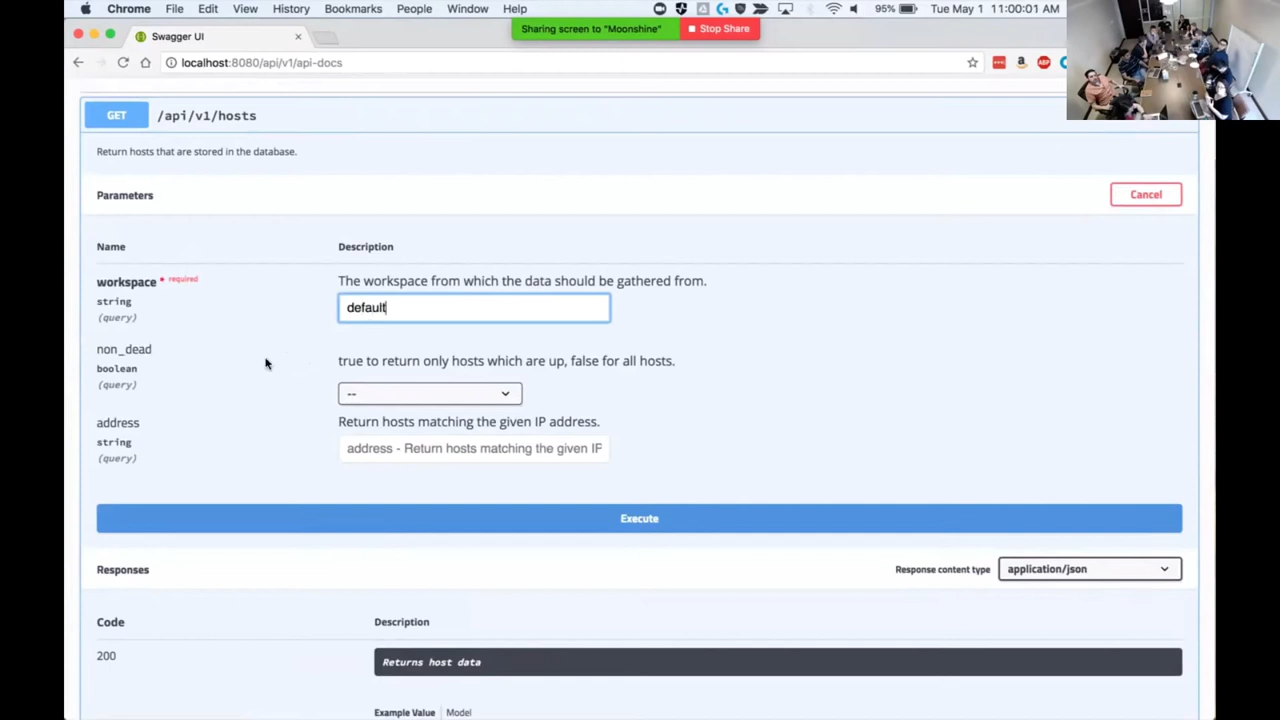 Chrome File Edit View History Bookmarks People Window Help 95% Tue May 1 11:00:01 AM
Sharing screen to "Moonshine" Stop Share
Swagger UI
localhost:8080/api/v1/api-docs
GET /api/v1/hosts
Return hosts that are stored in the database.
Parameters Cancel
Name Description
workspace * required The workspace from which the data should be gathered from.
string default
(query)
non_dead true to return only hosts which are up, false for all hosts.
boolean
(query) --
address Return hosts matching the given IP address.
string address - Return hosts matching the given IP
(query)
Execute
Responses Response content type application/json
Code Description
200 Returns host data
Example Value Model